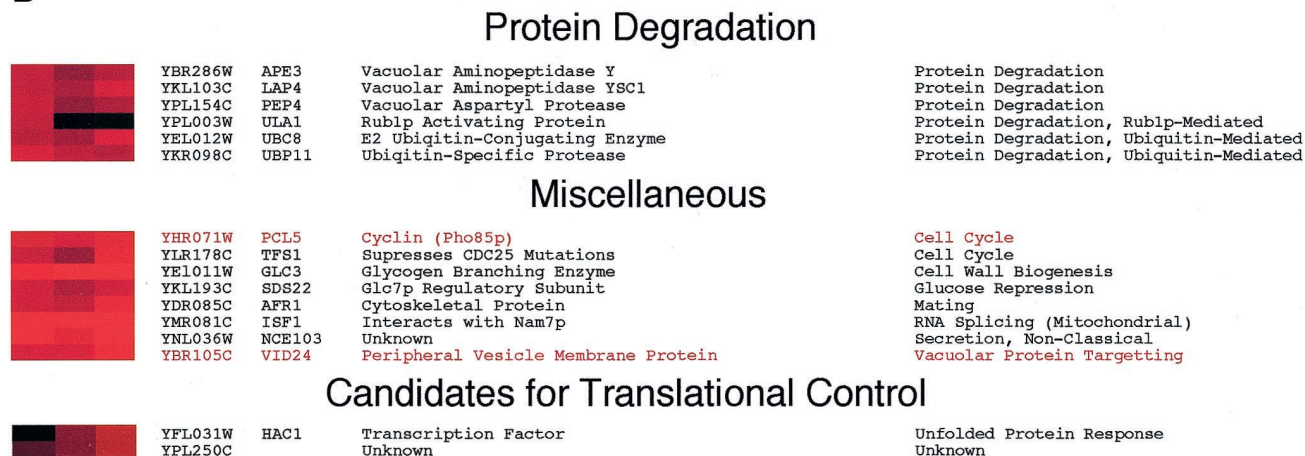 Protein Degradation
YBR286W APE3 Vacuolar Aminopeptidase Y Protein Degradation
YKL103C LAP4 Vacuolar Aminopeptidase YSC1 Protein Degradation
YPL154C PEP4 Vacuolar Aspartyl Protease Protein Degradation
YPL003W ULA1 Rub1p Activating Protein Protein Degradation, Rub1p-Mediated
YEL012W UBC8 E2 Ubiqitin-Conjugating Enzyme Protein Degradation, Ubiquitin-Mediated
YKR098C UBP11 Ubiqitin-Specific Protease Protein Degradation, Ubiquitin-Mediated
Miscellaneous
YHR071W PCL5 Cyclin (Pho85p) Cell Cycle
YLR178C TFS1 Supresses CDC25 Mutations Cell Cycle
YEl011W GLC3 Glycogen Branching Enzyme Cell Wall Biogenesis
YKL193C SDS22 Glc7p Regulatory Subunit Glucose Repression
YDR085C AFR1 Cytoskeletal Protein Mating
YMR081C ISF1 Interacts with Nam7p RNA Splicing (Mitochondrial)
YNL036W NCE103 Unknown Secretion, Non-Classical
YBR105C VID24 Peripheral Vesicle Membrane Protein Vacuolar Protein Targetting
Candidates for Translational Control
YFL031W HAC1 Transcription Factor Unfolded Protein Response
YPL250C Unknown Unknown